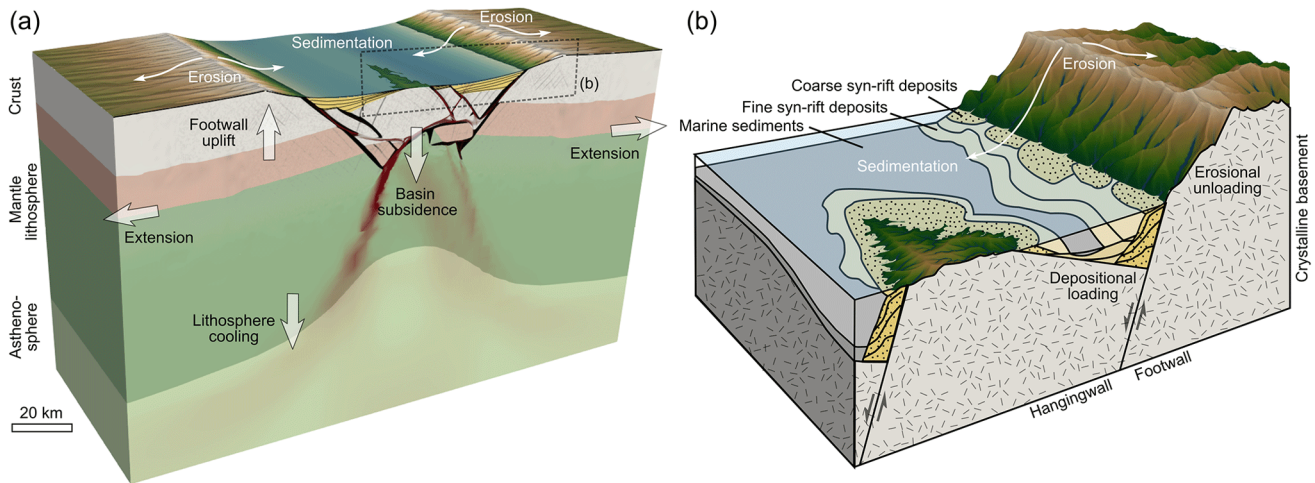 (a)
Erosion
Sedimentation
Erosion
(b)
Crust
Footwall
uplift
Extension
Mantle
lithosphere
Basin
subsidence
Extension
Astheno-
sphere
Lithosphere
cooling
20 km
(b)
Erosion
Coarse syn-rift deposits
Fine syn-rift deposits
Marine sediments
Sedimentation
Erosional
unloading
Crystalline basement
Depositional
loading
Hangingwall
Footwall